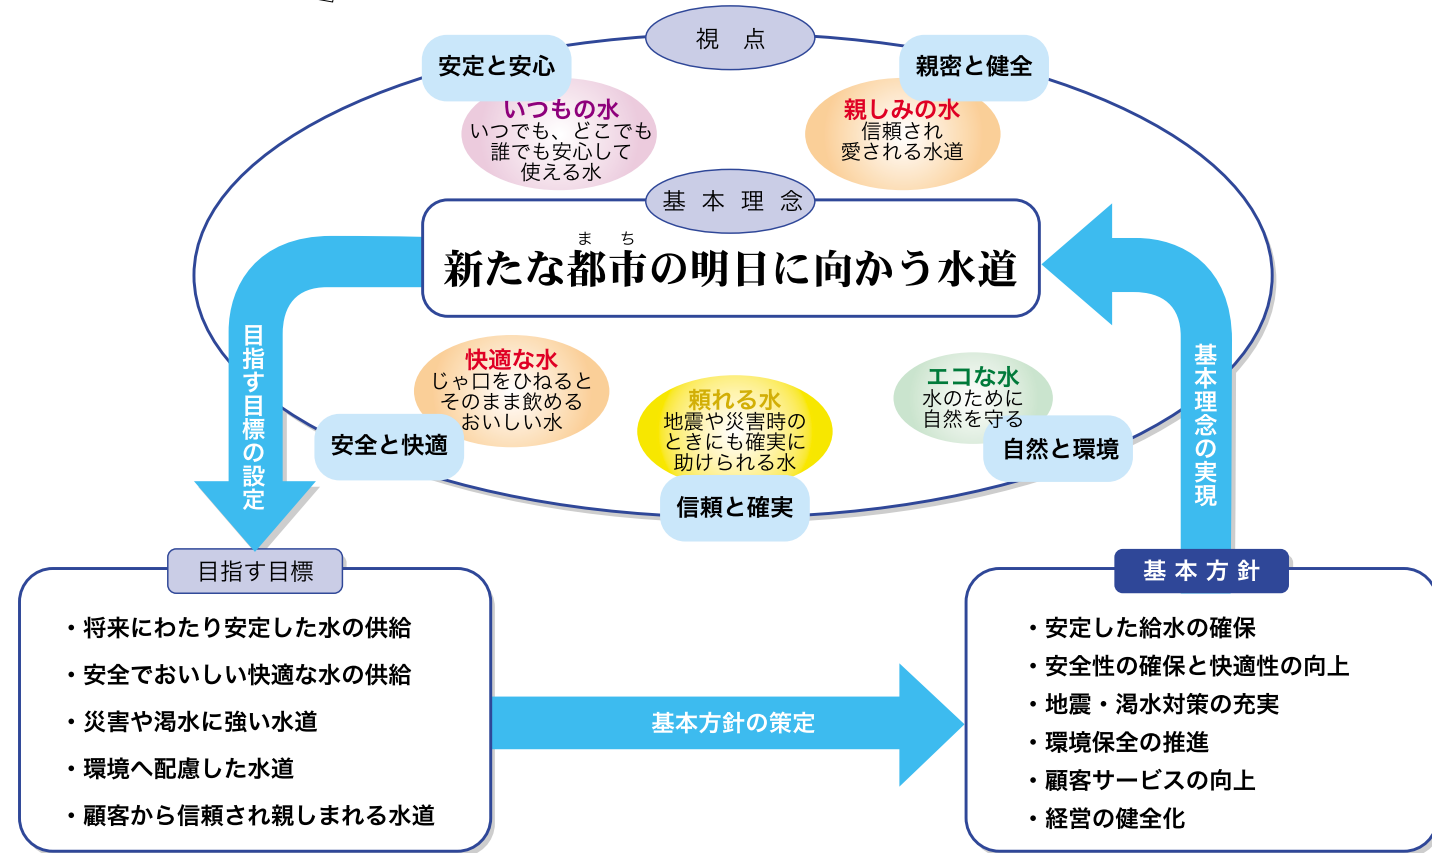 視 点
安定と安心
いつもの水
いつでも、どこでも
誰でも安心して
使える水
親密と健全
親しみの水
信頼され
愛される水道
基 本 理 念
ま ち
新たな都市の明日に向かう水道
快適な水
じゃ口をひねると
そのまま飲める
おいしい水
安全と快適
頼れる水
地震や災害時の
ときにも確実に
助けられる水
信頼と確実
エコな水
水のために
自然を守る
自然と環境
目指す目標の設定
基本理念の実現
目指す目標
・将来にわたり安定した水の供給
・安全でおいしい快適な水の供給
・災害や渇水に強い水道
・環境へ配慮した水道
・顧客から信頼され親しまれる水道
基本方針の策定
基 本 方 針
・安定した給水の確保
・安全性の確保と快適性の向上
・地震・渇水対策の充実
・環境保全の推進
・顧客サービスの向上
・経営の健全化